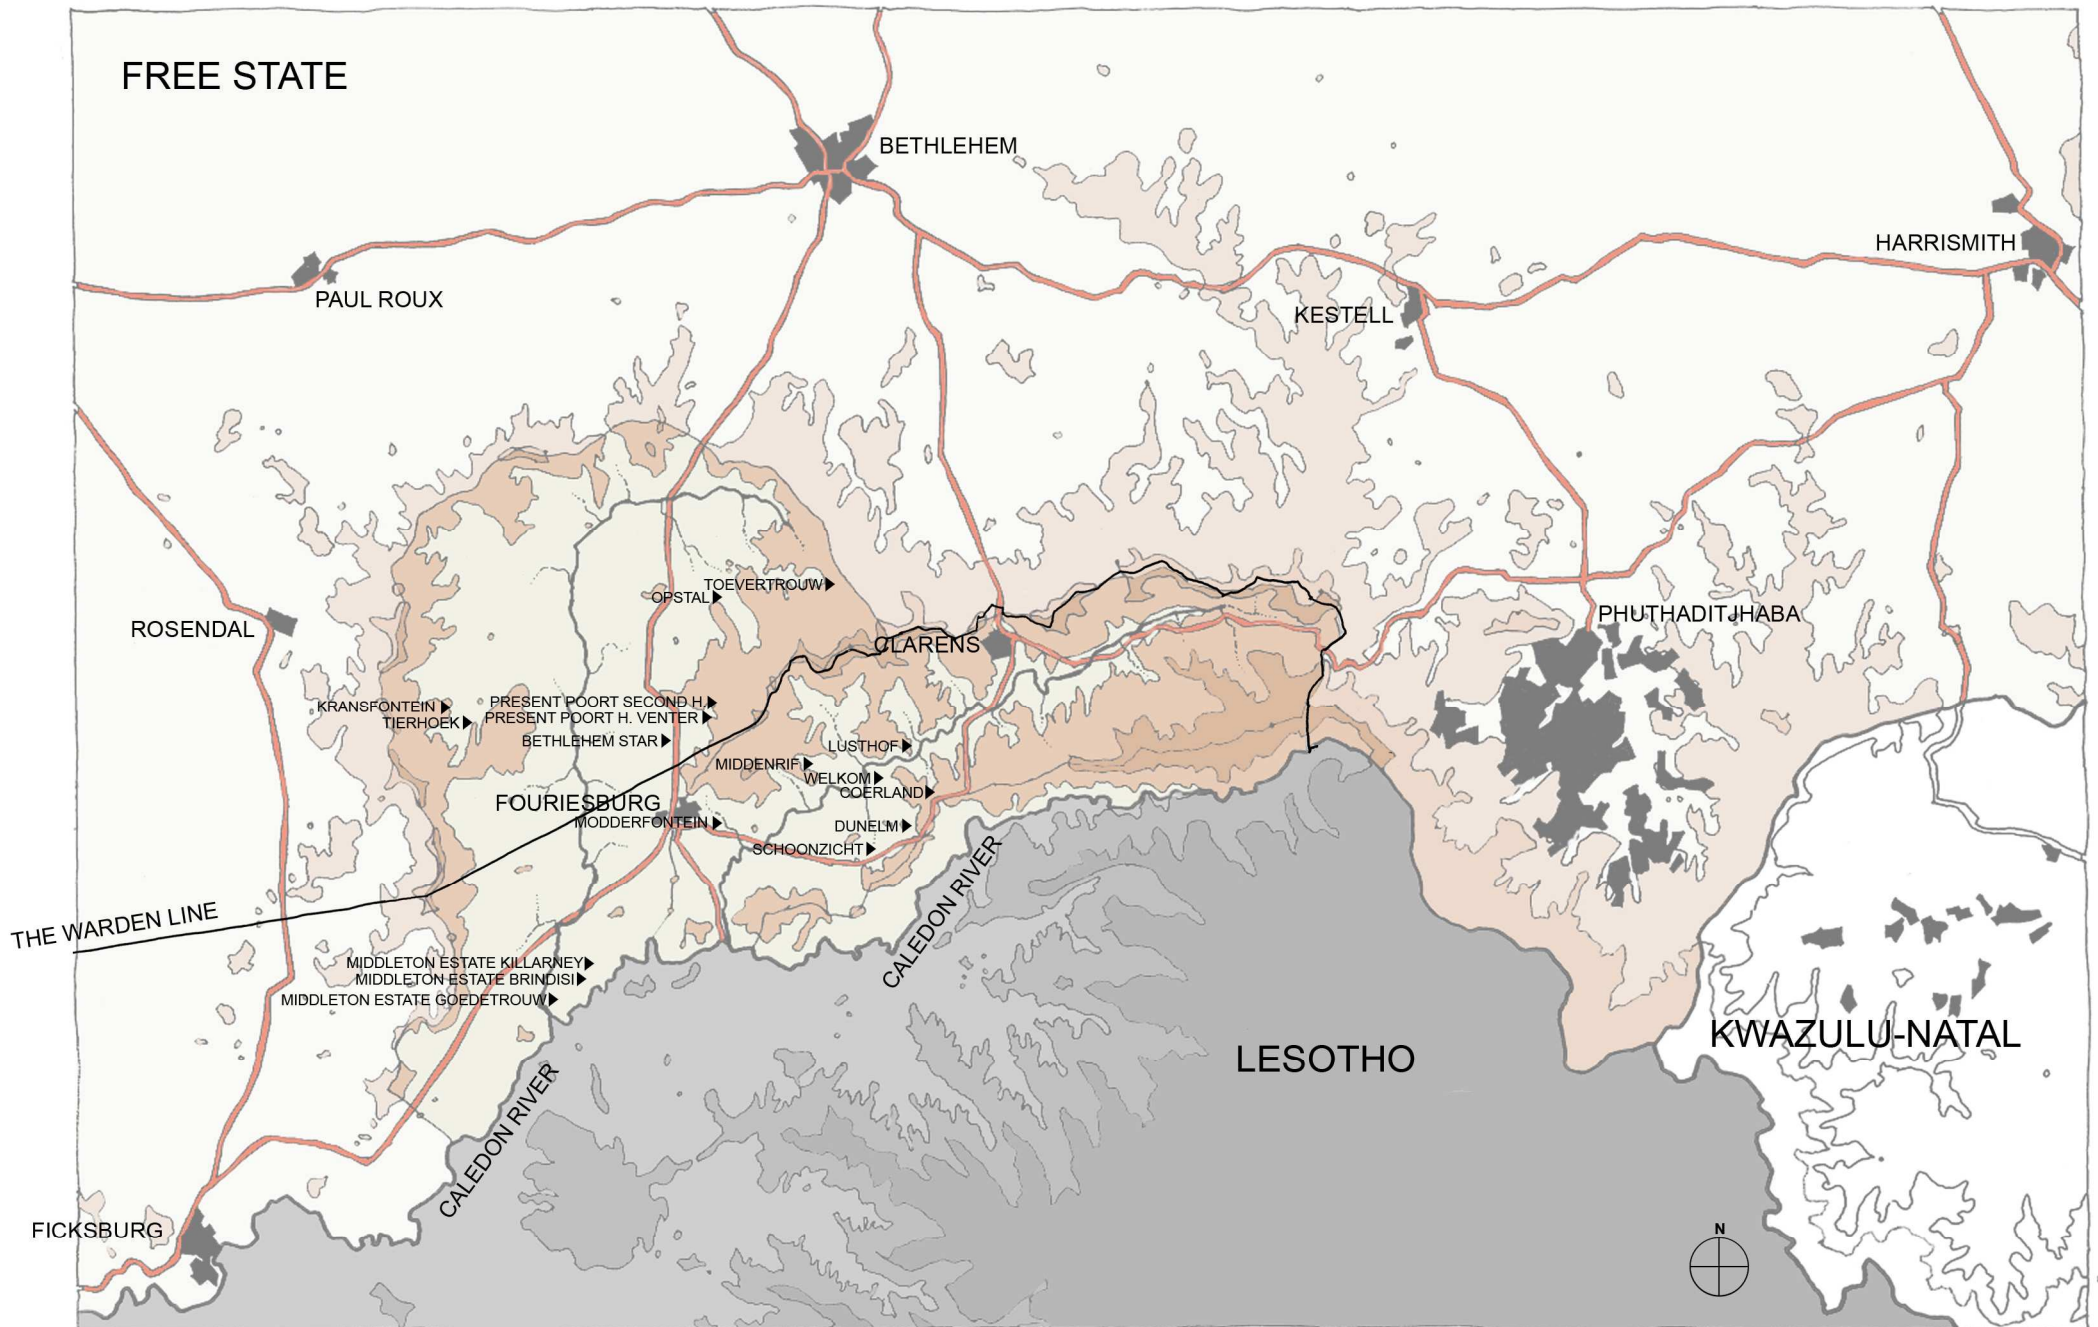 FREE STATE
BETHLEHEM
HARRISMITH
PAUL ROUX
KESTELL
TOEVERTROUW
OPSTAL
PHUTHADITJHABA
ROSENDAL
CLARENS
PRESENT POORT SECOND H.
KRANSFONTEIN
PRESENT POORT H. VENTER
TIERHOEK
BETHLEHEM STAR
LUSTHOF
MIDDENRIF
WELKOM
COERLAND
FOURIESBURG
MODDERFONTEIN
DUNELM
SCHOONZICHT
THE WARDEN LINE
CALEDON RIVER
MIDDLETON ESTATE KILLARNEY
MIDDLETON ESTATE BRINDISI
MIDDLETON ESTATE GOEDETROUW
KWAZULU-NATAL
LESOTHO
CALEDON RIVER
FICKSBURG
N